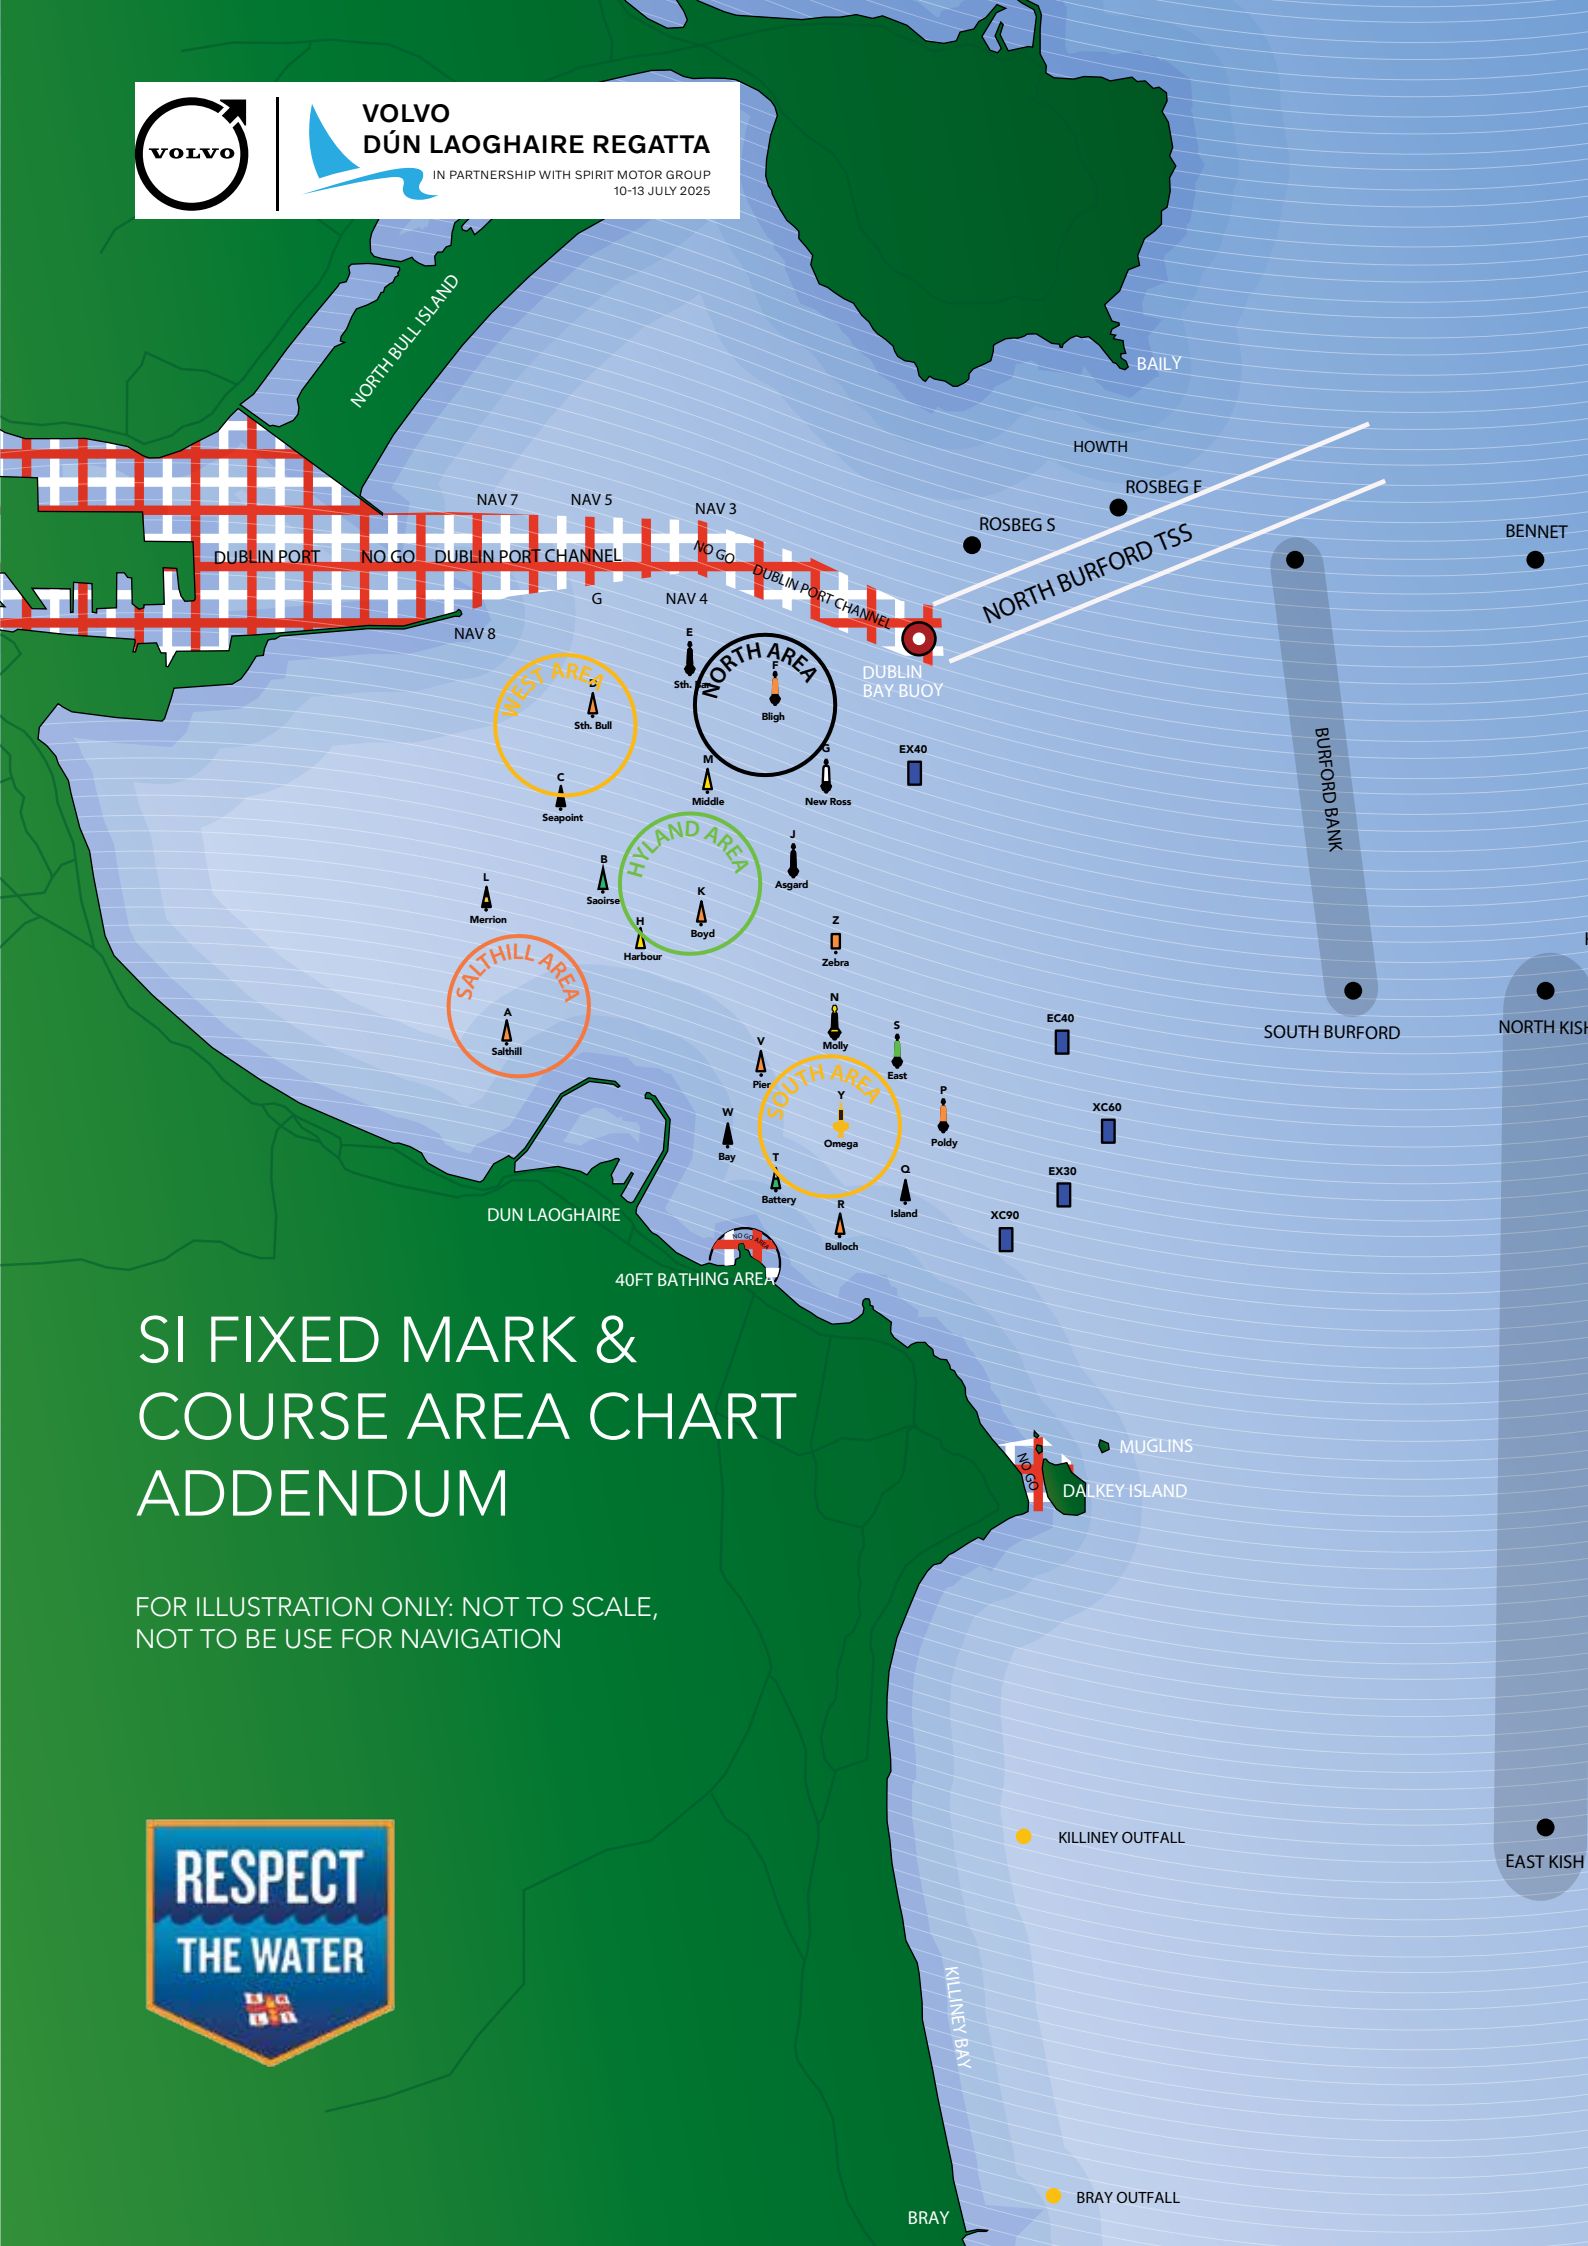 VOLVO
VOLVO
DÚN LAOGHAIRE REGATTA
IN PARTNERSHIP WITH SPIRIT MOTOR GROUP
10-13 JULY 2025
NORTH BULL ISLAND
BAILY
HOWTH
ROSBEG E
ROSBEG S
NORTH BURFORD TSS
BENNET
NAV 7
NAV 5
NAV 3
DUBLIN PORT
NO GO
DUBLIN PORT CHANNEL
NO GO
DUBLIN PORT CHANNEL
G
NAV 4
NAV 8
DUBLIN
BAY BUOY
BURFORD BANK
WEST AREA
D
Sth. Bull
E
Sth. Bar
NORTH AREA
F
Bligh
C
Seapoint
M
Middle
G
New Ross
EX40
HYLAND AREA
J
Asgard
B
Saoirse
K
Boyd
L
Merrion
H
Harbour
Z
Zebra
SALTHILL AREA
A
Salthill
N
Molly
S
East
EC40
SOUTH BURFORD
NORTH KISH
V
Pier
SOUTH AREA
Y
Omega
P
Poldy
XC60
W
Bay
T
Battery
Q
Island
EX30
R
Bulloch
XC90
DUN LAOGHAIRE
NO GO AREA
40FT BATHING AREA
SI FIXED MARK &
COURSE AREA CHART
ADDENDUM
MUGLINS
NO GO
DALKEY ISLAND
FOR ILLUSTRATION ONLY: NOT TO SCALE,
NOT TO BE USE FOR NAVIGATION
KILLINEY OUTFALL
EAST KISH
RESPECT
THE WATER
KILLINEY BAY
BRAY OUTFALL
BRAY